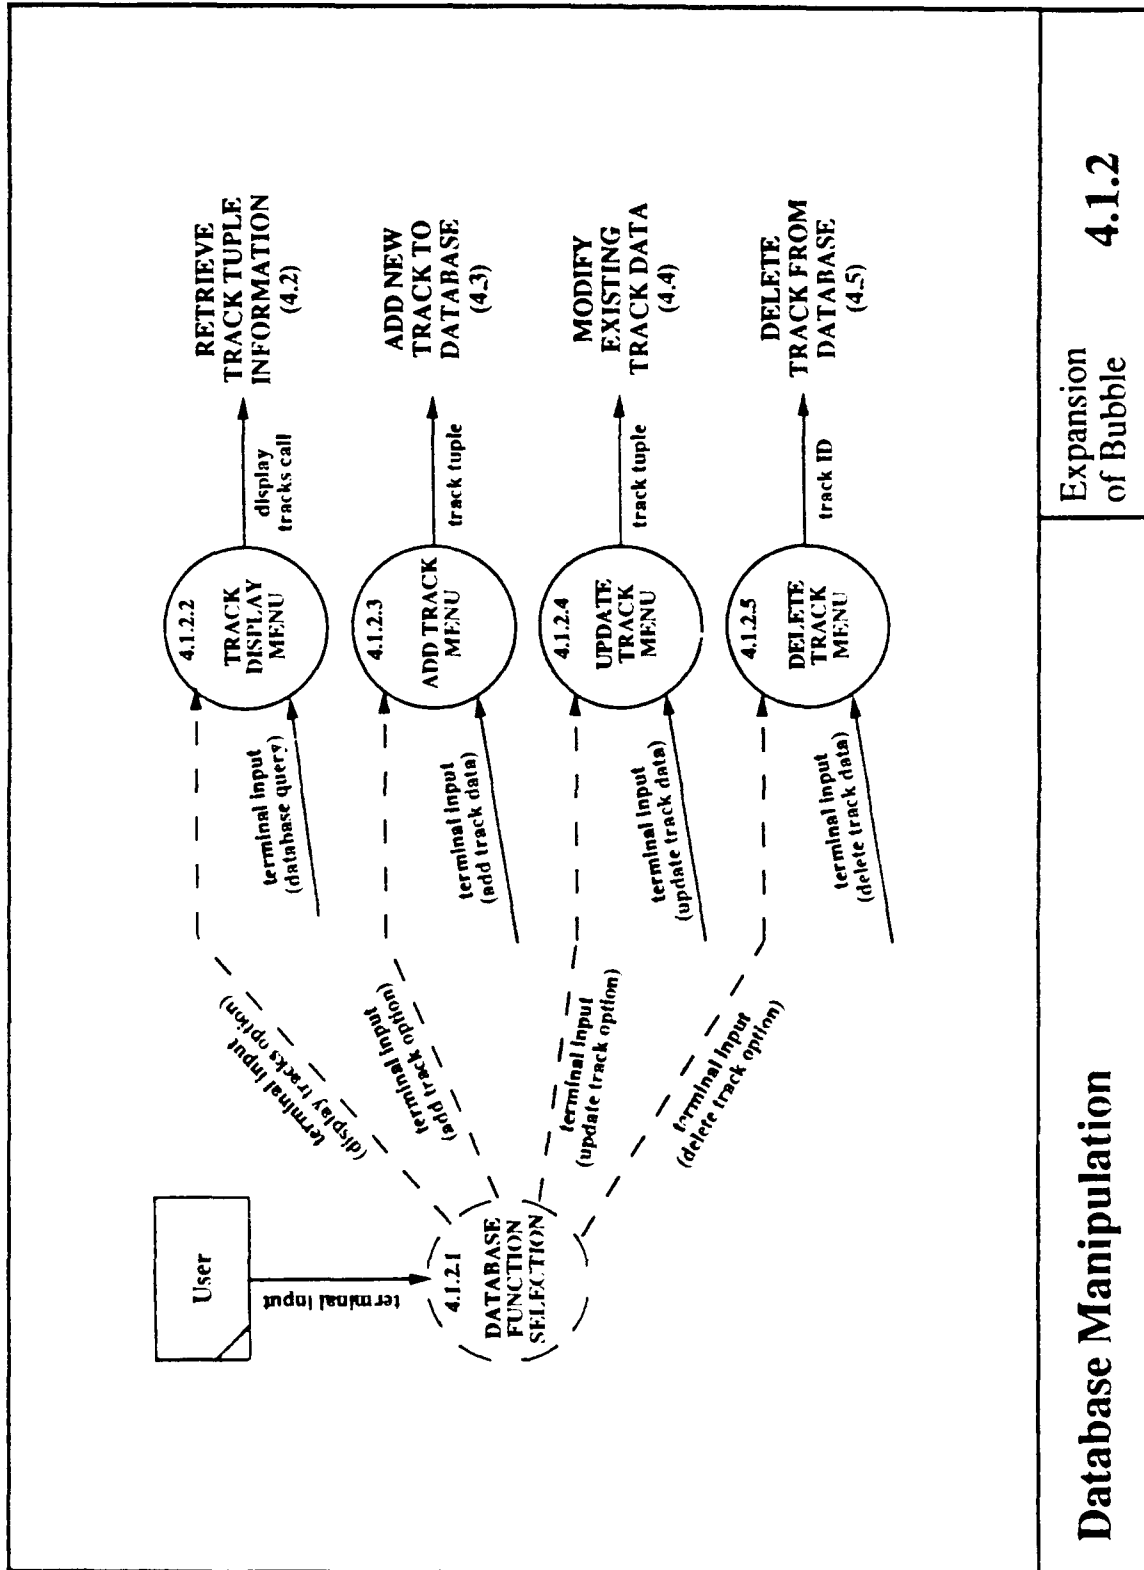 User
terminal input
4.1.2.1
DATABASE
FUNCTION
SELECTION
terminal input
(display tracks option)
terminal input
(add track option)
terminal input
(update track option)
terminal input
(delete track option)
terminal input
(database query)
terminal input
(add track data)
terminal input
(update track data)
terminal input
(delete track data)
4.1.2.2
TRACK
DISPLAY
MENU
4.1.2.3
ADD TRACK
MENU
4.1.2.4
UPDATE
TRACK
MENU
4.1.2.5
DELETE
TRACK
MENU
display
tracks call
track tuple
track tuple
track ID
RETRIEVE
TRACK TUPLE
INFORMATION
(4.2)
ADD NEW
TRACK TO
DATABASE
(4.3)
MODIFY
EXISTING
TRACK DATA
(4.4)
DELETE
TRACK FROM
DATABASE
(4.5)
Database Manipulation
Expansion
of Bubble 4.1.2